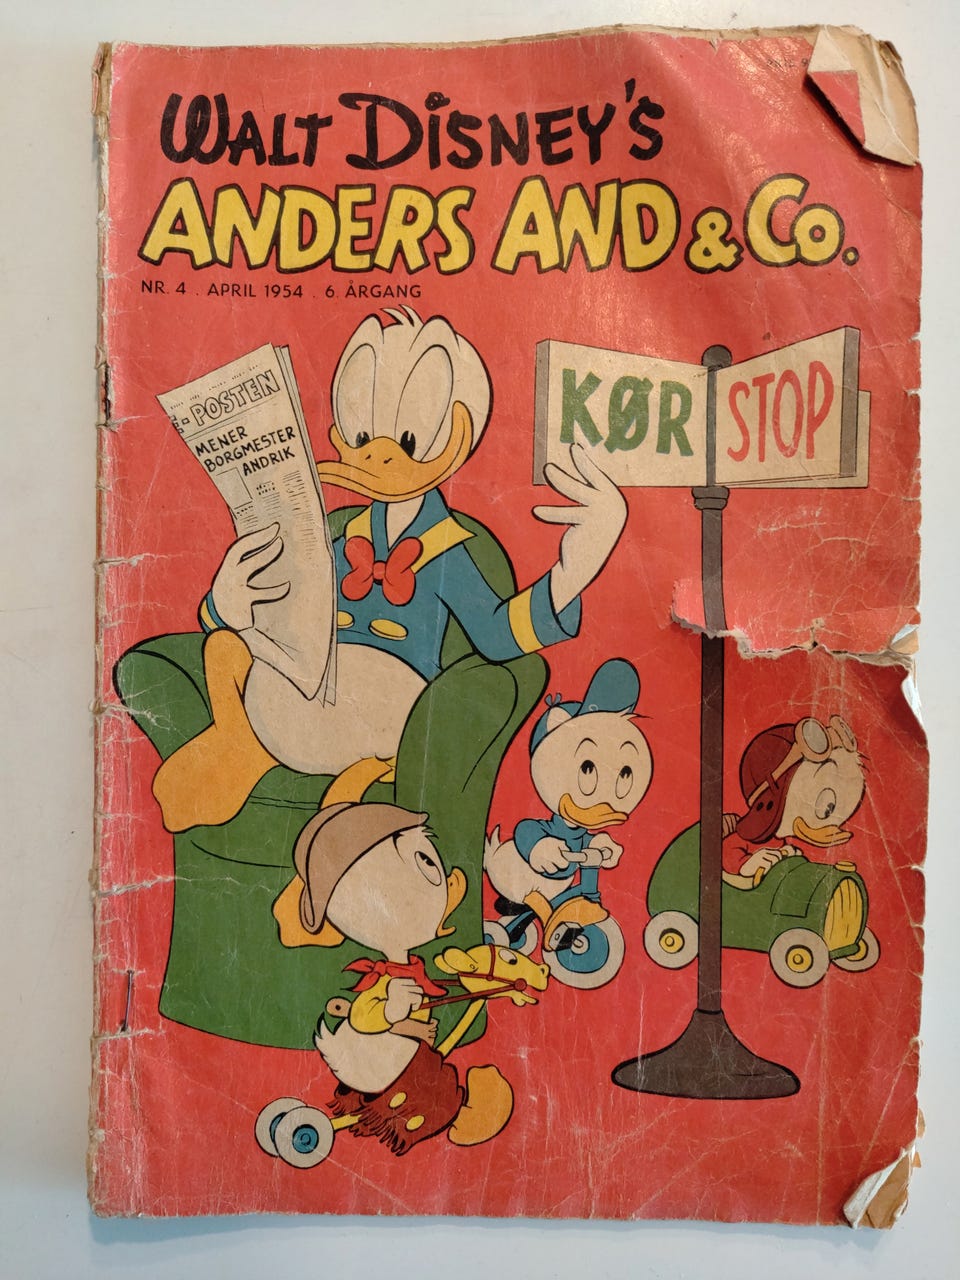 WALT DISNEY'S
ANDERS AND & Co.
NR. 4 . APRIL 1954 . 6. ÅRGANG
-POSTEN
MENER
BORGMESTER
ANDRIK
KØR
STOP